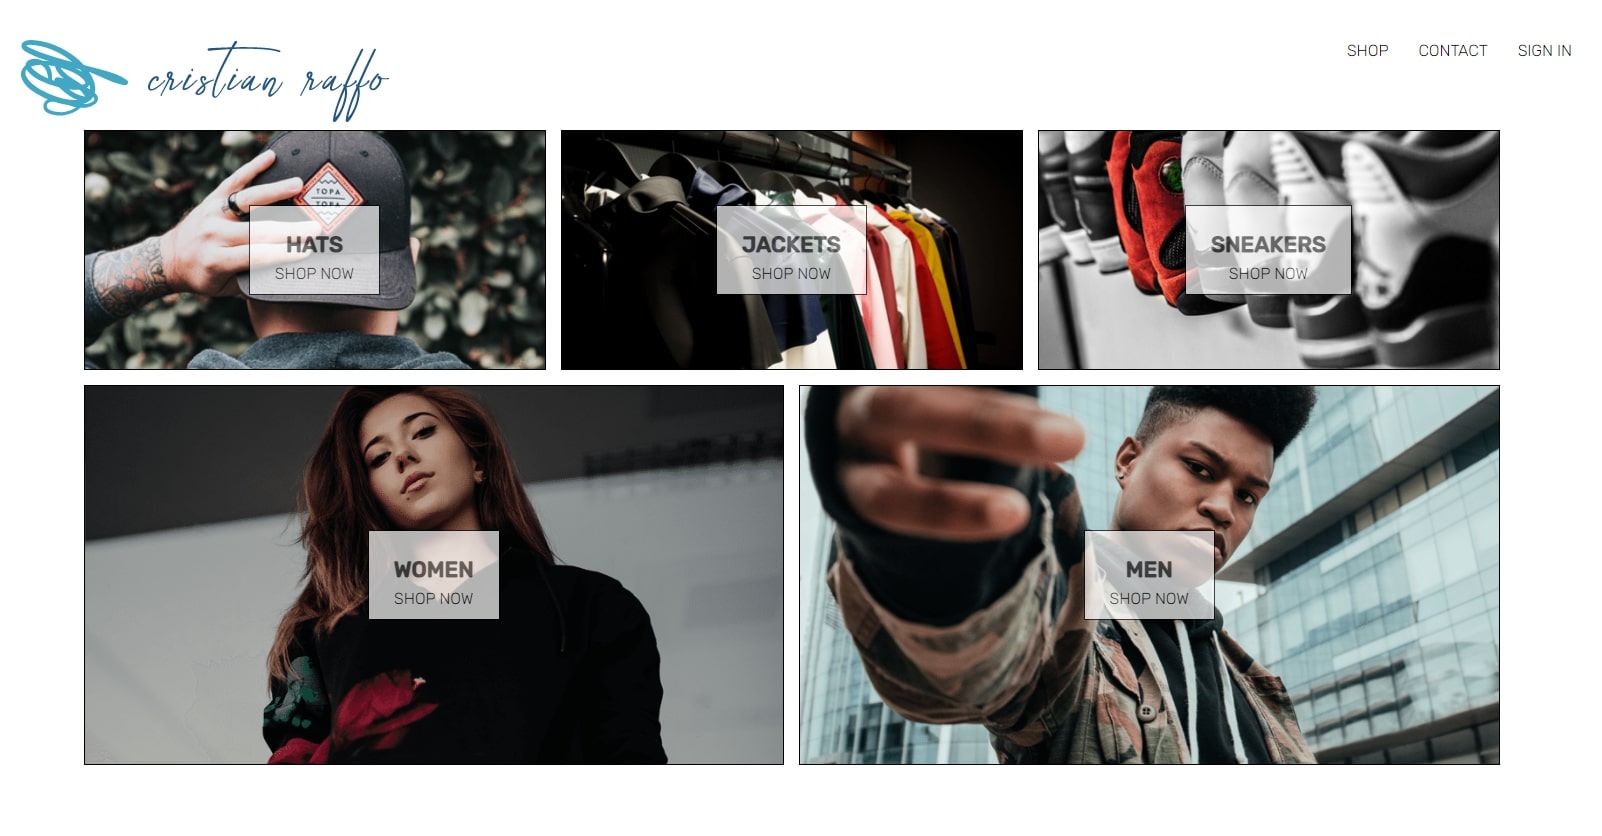 cristian raffo
SHOP
CONTACT
SIGN IN
TOPA
TOPA
HATS
SHOP NOW
JACKETS
SHOP NOW
SNEAKERS
SHOP NOW
WOMEN
SHOP NOW
MEN
SHOP NOW